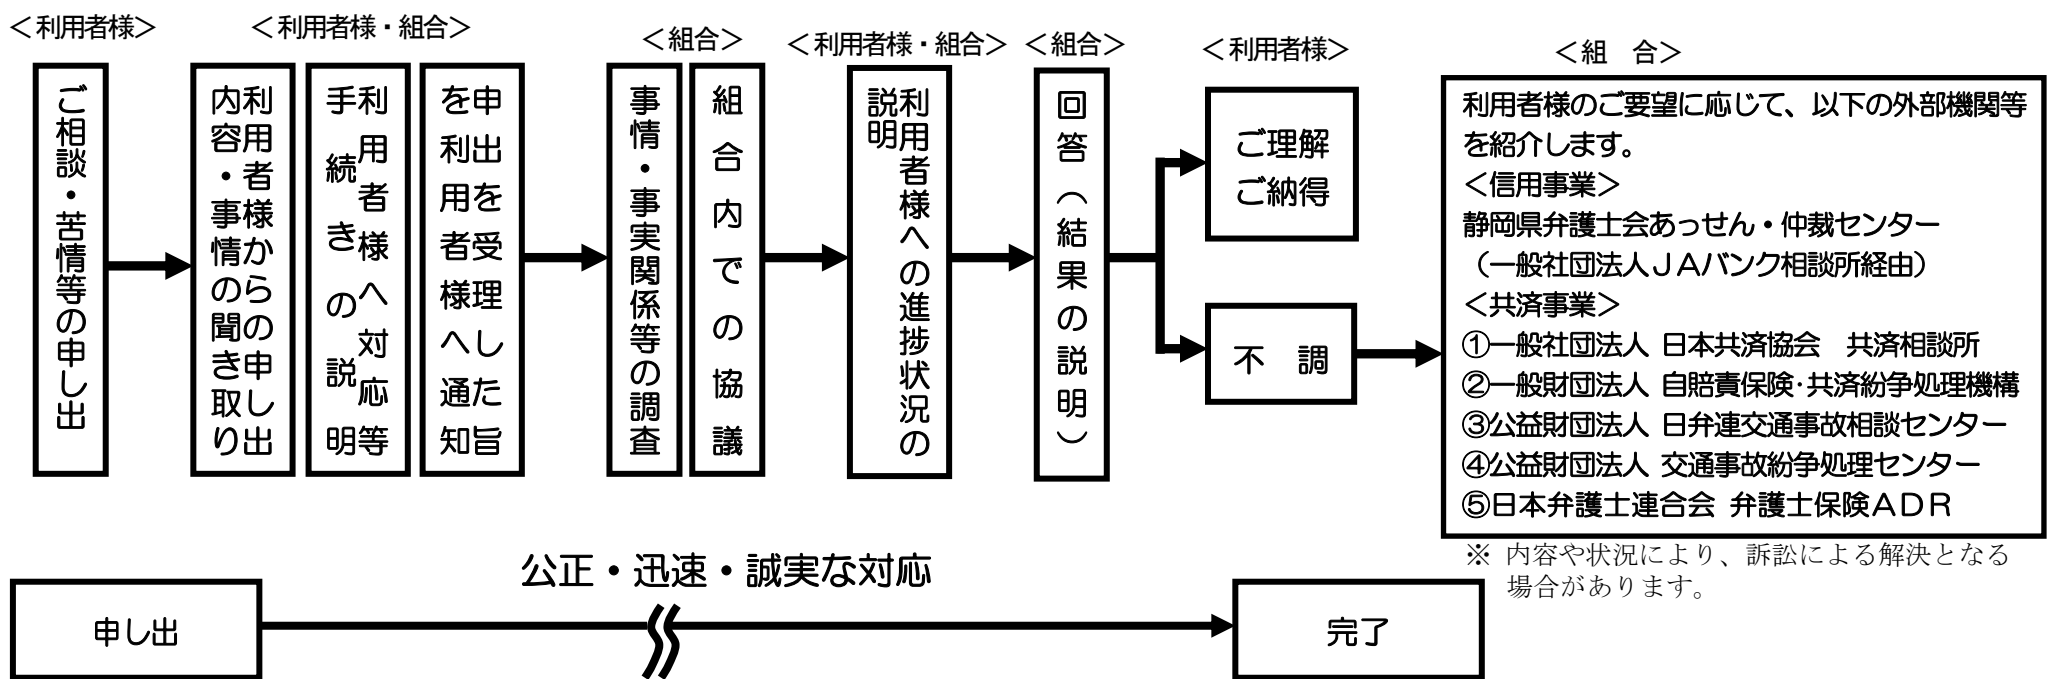 ＜利用者様＞
＜利用者様・組合＞
＜組合＞
＜利用者様・組合＞
＜組合＞
＜利用者様＞
＜組　合＞
ご相談・苦情等の申し出
利用者様からの申し出
内容・事情の聞き取り
利用者様へ対応等
手続きの説明
申出を受理した旨
を利用者様へ通知
事情・事実関係等の調査
組合内での協議
利用者様への進捗状況の
説明
回答（結果の説明）
ご理解
ご納得
不　調
利用者様のご要望に応じて、以下の外部機関等
を紹介します。
＜信用事業＞
静岡県弁護士会あっせん・仲裁センター
（一般社団法人ＪＡバンク相談所経由）
＜共済事業＞
①一般社団法人 日本共済協会　共済相談所
②一般財団法人 自賠責保険･共済紛争処理機構
③公益財団法人 日弁連交通事故相談センター
④公益財団法人 交通事故紛争処理センター
⑤日本弁護士連合会 弁護士保険ＡＤＲ
※ 内容や状況により、訴訟による解決となる
場合があります。
公正・迅速・誠実な対応
申し出
完了